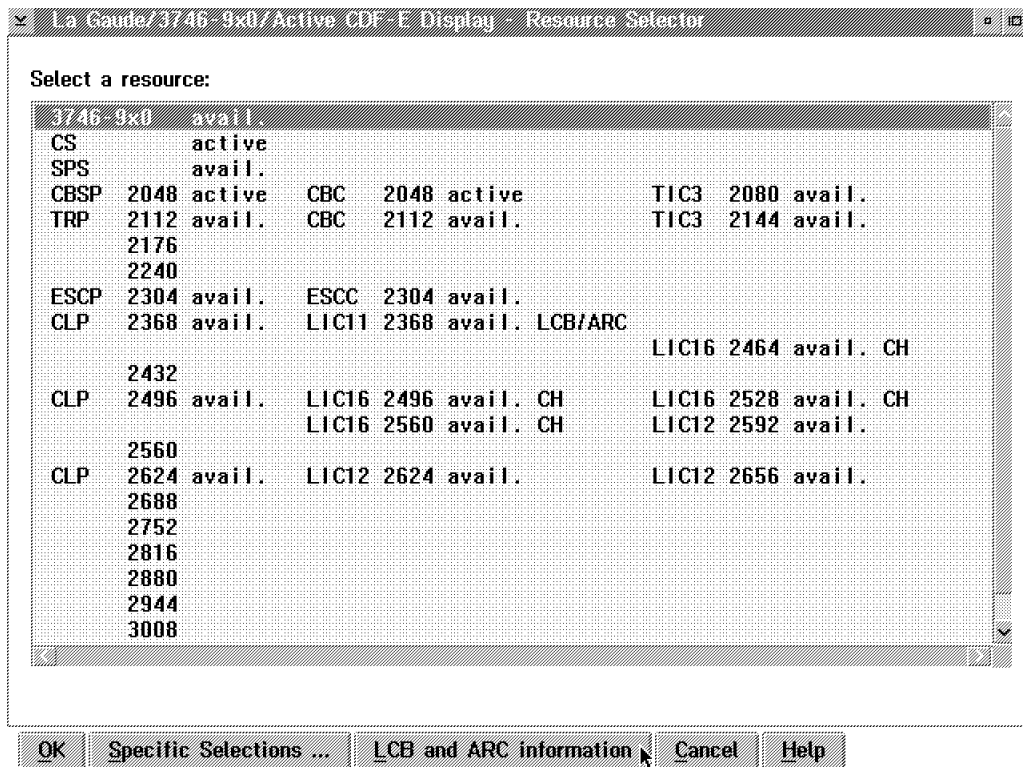 La Gaude/3746-9x0/Active CDF-E Display - Resource Selector
Select a resource:
3746-9x0 avail.
CS active
SPS avail.
CBSP 2048 active CBC 2048 active TIC3 2080 avail.
TRP 2112 avail. CBC 2112 avail. TIC3 2144 avail.
2176
2240
ESCP 2304 avail. ESCC 2304 avail.
CLP 2368 avail. LIC11 2368 avail. LCB/ARC
LIC16 2464 avail. CH
2432
CLP 2496 avail. LIC16 2496 avail. CH LIC16 2528 avail. CH
LIC16 2560 avail. CH LIC12 2592 avail.
2560
CLP 2624 avail. LIC12 2624 avail. LIC12 2656 avail.
2688
2752
2816
2880
2944
3008
OK Specific Selections ... LCB and ARC information Cancel Help